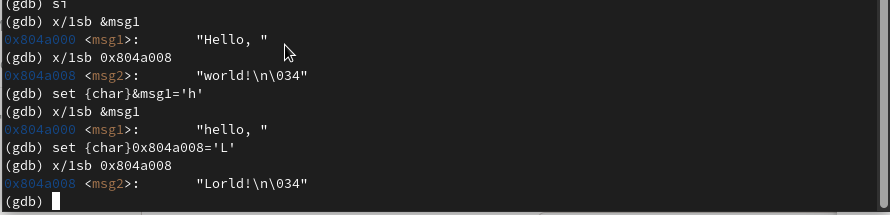 (gdb) si
(gdb) x/1sb &msg1
0x804a000 <msg1>:	"Hello, "
(gdb) x/1sb 0x804a008
0x804a008 <msg2>:	"world!\n\034"
(gdb) set {char}&msg1='h'
(gdb) x/1sb &msg1
0x804a000 <msg1>:	"hello, "
(gdb) set {char}0x804a008='L'
(gdb) x/1sb 0x804a008
0x804a008 <msg2>:	"Lorld!\n\034"
(gdb)